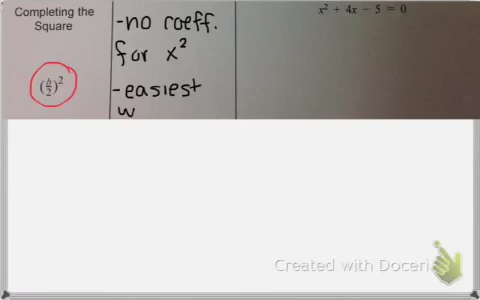 Completing the
Square
(b/2)²
-no coeff.
for x²
-easiest
w
x² + 4x − 5 = 0
Created with Doceri